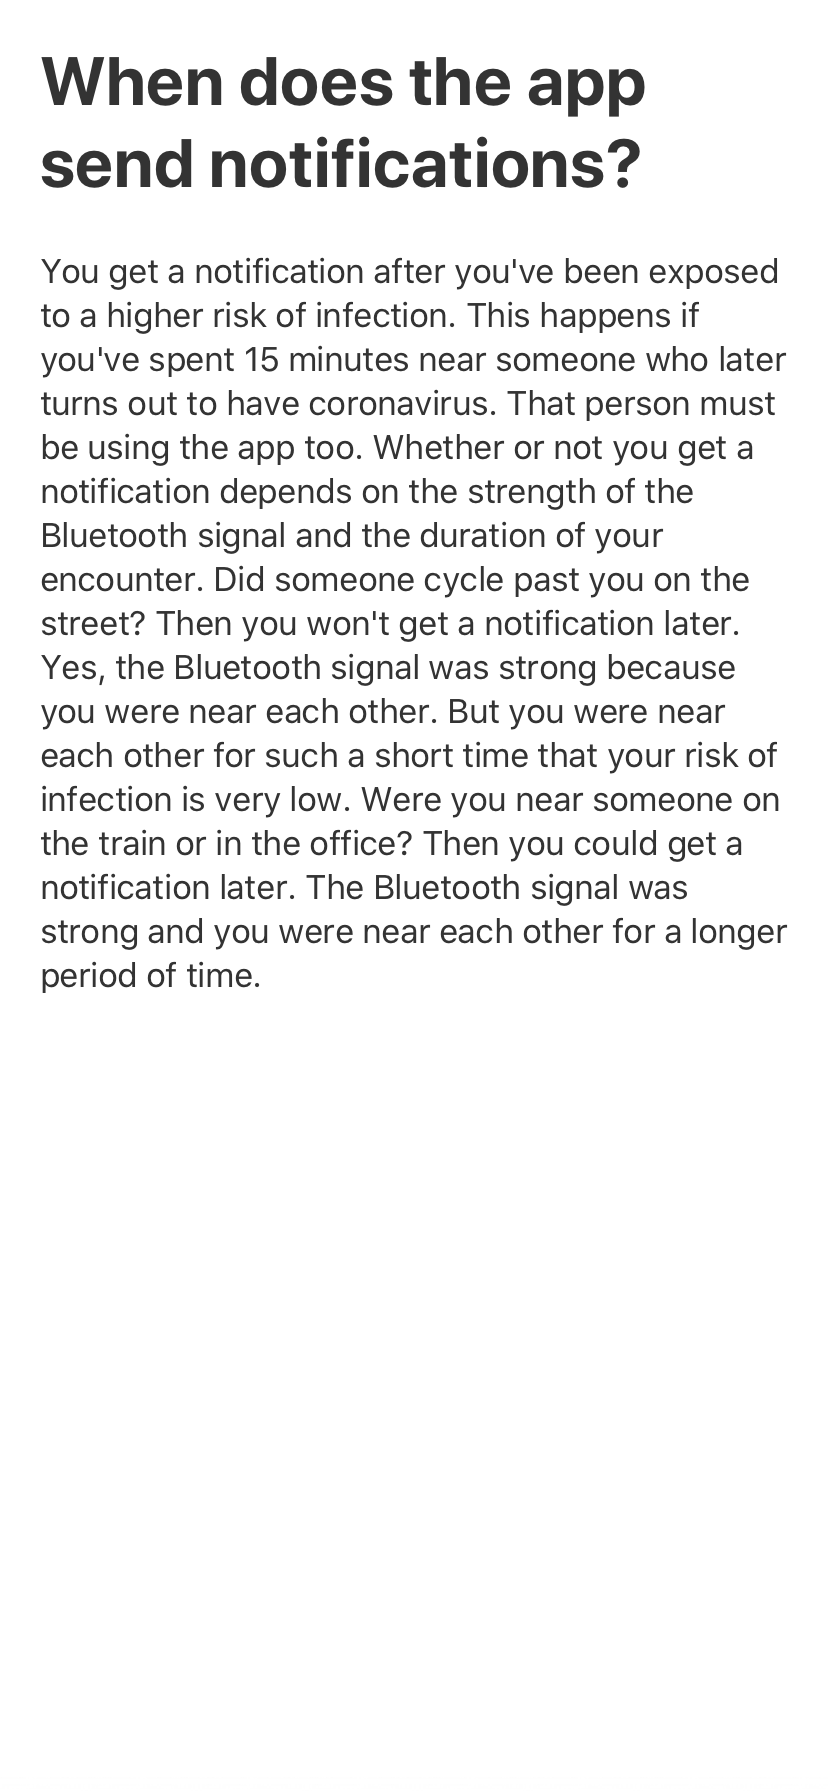 When does the app
send notifications?
You get a notification after you've been exposed
to a higher risk of infection. This happens if
you've spent 15 minutes near someone who later
turns out to have coronavirus. That person must
be using the app too. Whether or not you get a
notification depends on the strength of the
Bluetooth signal and the duration of your
encounter. Did someone cycle past you on the
street? Then you won't get a notification later.
Yes, the Bluetooth signal was strong because
you were near each other. But you were near
each other for such a short time that your risk of
infection is very low. Were you near someone on
the train or in the office? Then you could get a
notification later. The Bluetooth signal was
strong and you were near each other for a longer
period of time.